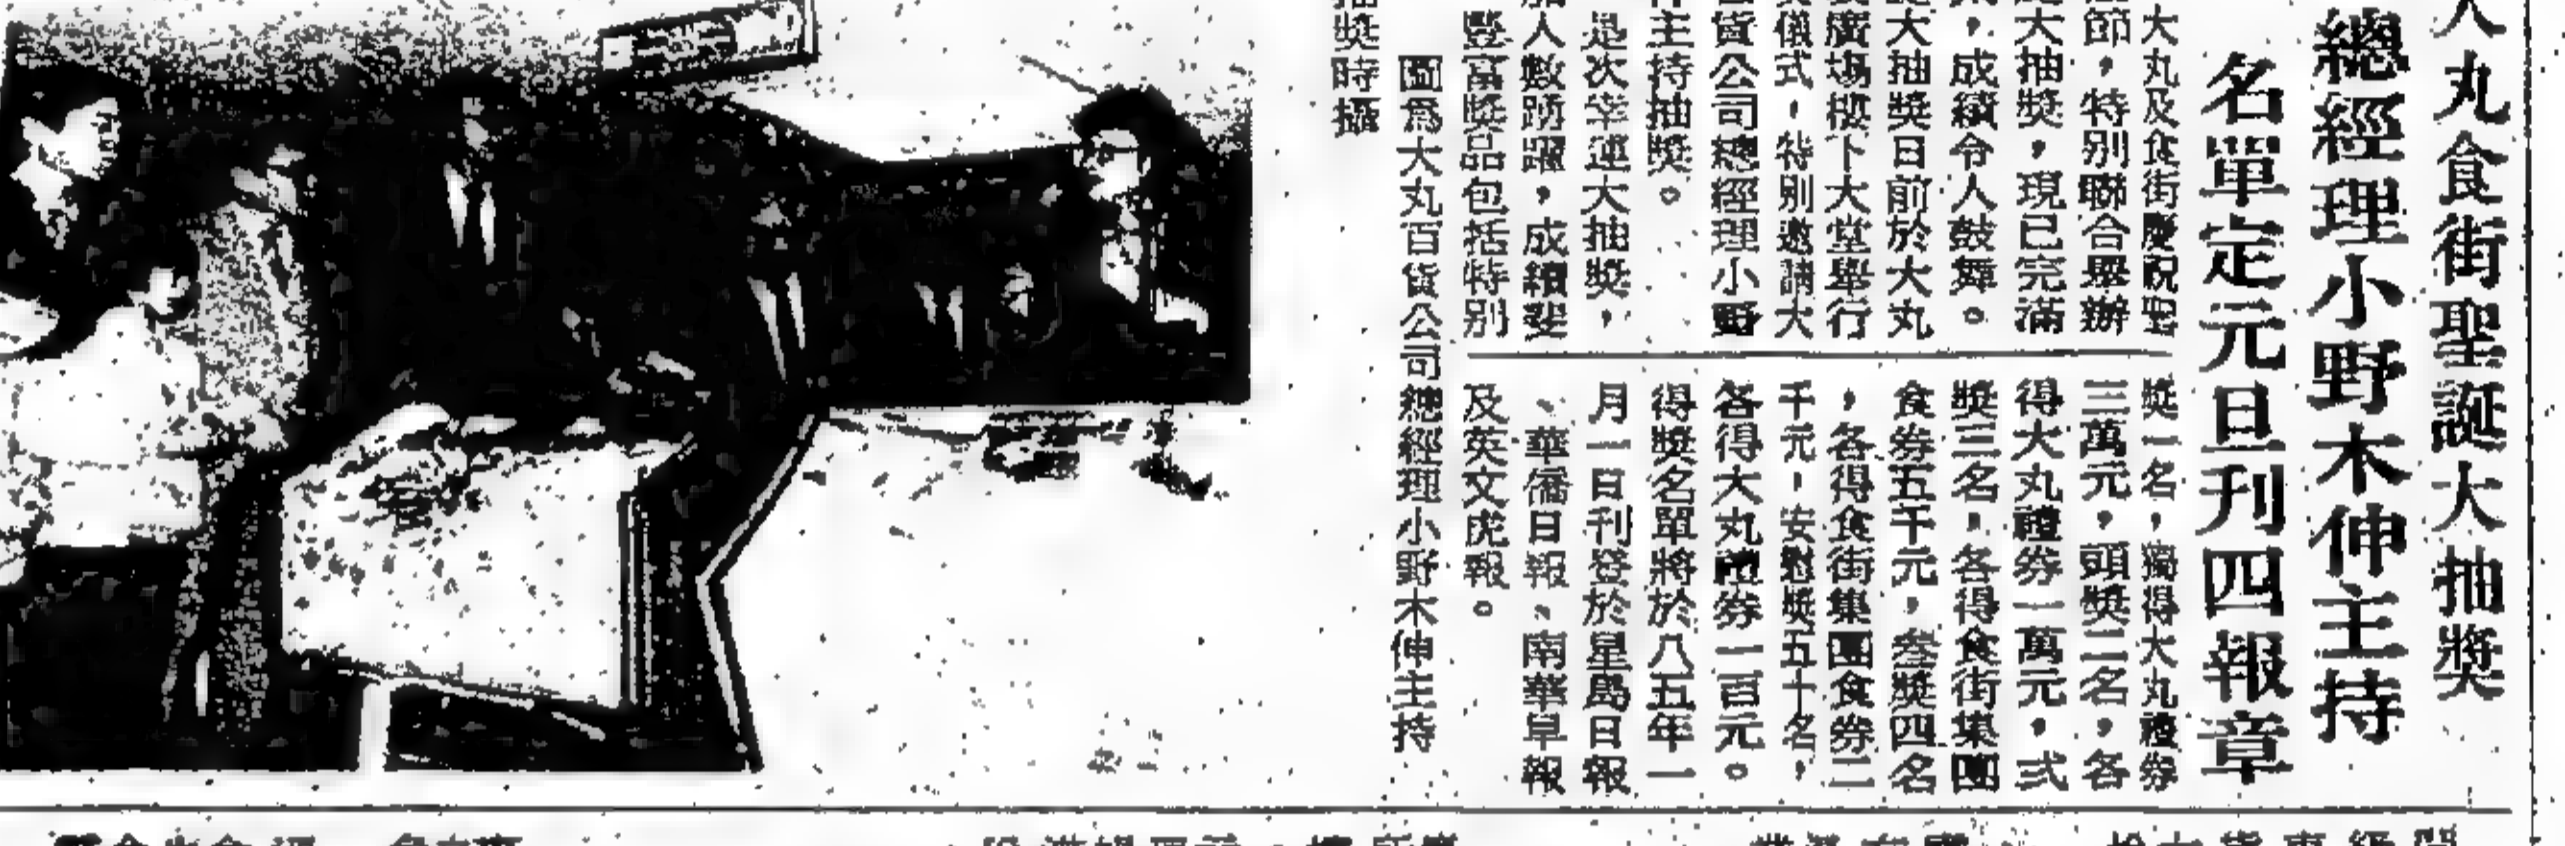 大丸食街聖誕大抽獎
總經理小野木伸主持
名單定元旦刊四報章
大丸及食街慶祝聖
節，特別聯合舉辦
大抽獎，現已完滿
，成績令人鼓舞。
大抽獎日前於大丸
廣場樓下大堂舉行
儀式，特別邀請大
貨公司總經理小野
主持抽獎。
是次幸運大抽獎，
人數踴躍，成績斐
豐富獎品包括特別
獎一名，獨得大丸禮券
三萬元，頭獎二名，各
得大丸禮券一萬元，弍
獎三名，各得食街集團
食券五千元，叁獎四名
，各得食街集團食券二
千元，安慰獎五十名，
各得大丸禮券一百元。
得獎名單將於八五年一
月一日刊登於星島日報
、華僑日報、南華早報
及英文虎報。
圖為大丸百貨公司總經理小野木伸主持
抽獎時攝